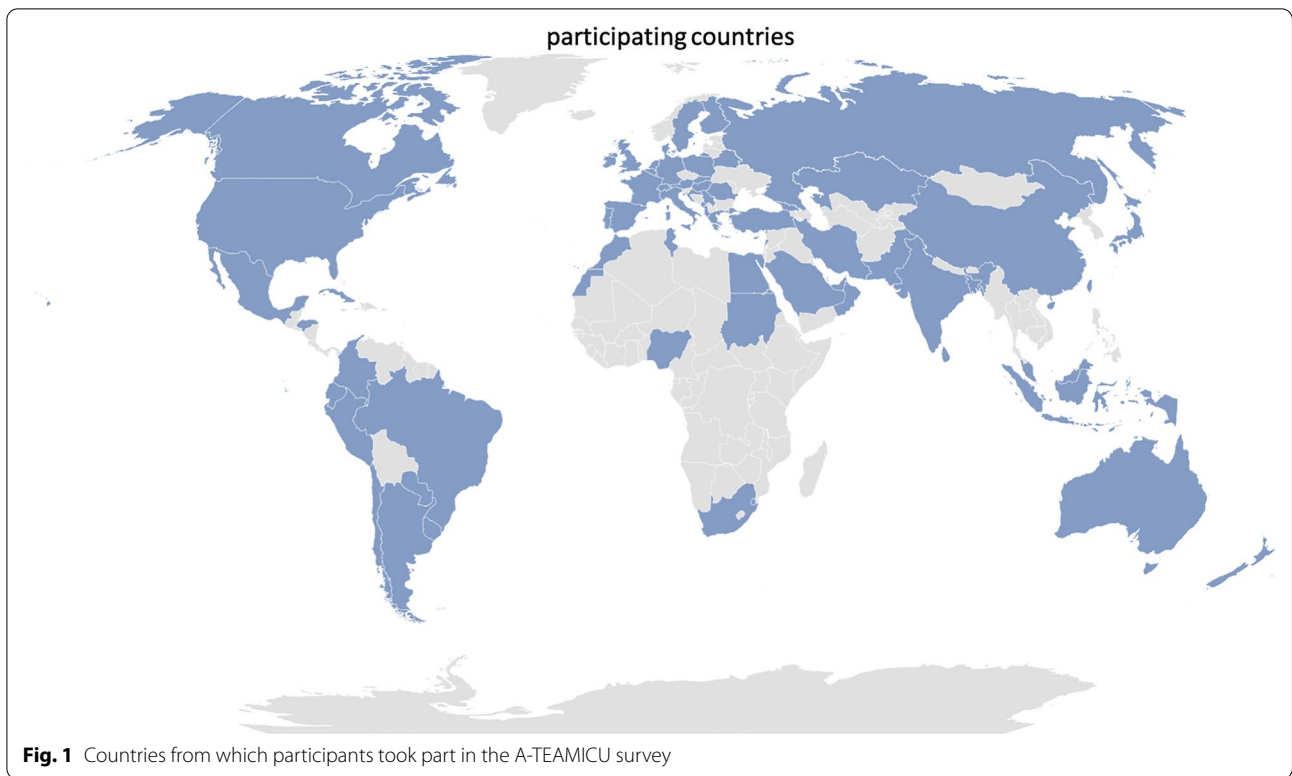 participating countries
Fig. 1 Countries from which participants took part in the A-TEAMICU survey